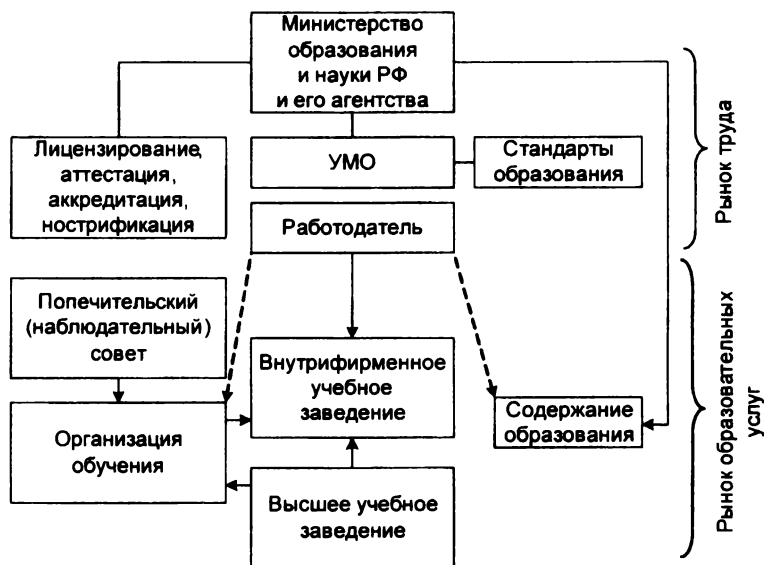 Министерство
образования
и науки РФ
и его агентства
Лицензирование,
аттестация,
аккредитация,
нострификация
УМО
Стандарты
образования
Рынок труда
Работодатель
Попечительский
(наблюдательный)
совет
Внутрифирменное
учебное
заведение
Содержание
образования
Организация
обучения
Высшее учебное
заведение
Рынок образовательных
услуг